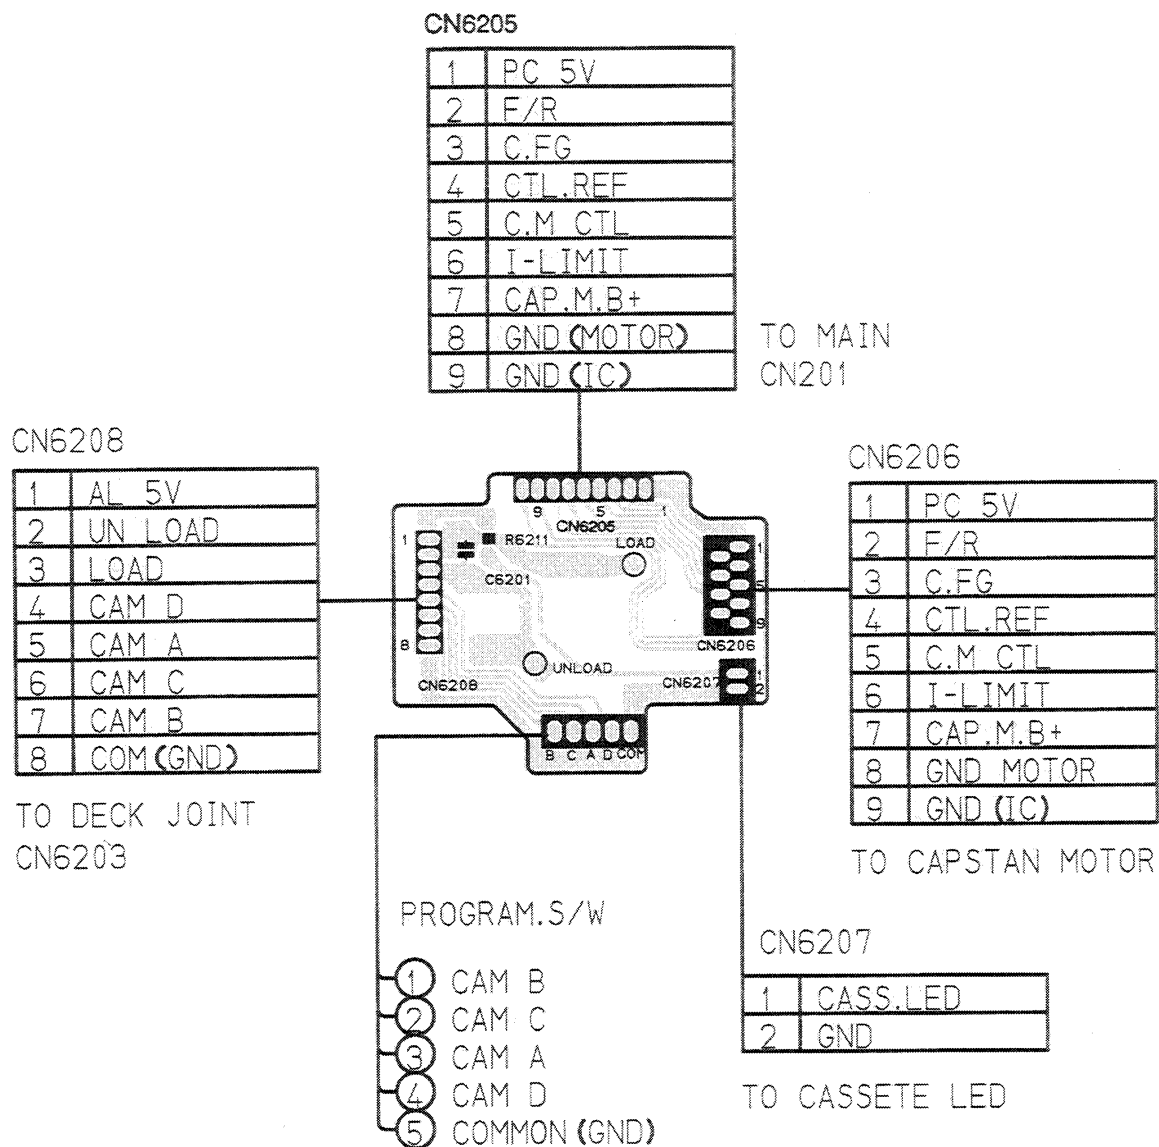 CN6205
1 PC 5V
2 F/R
3 C.FG
4 CTL.REF
5 C.M CTL
6 I-LIMIT
7 CAP.M.B+
8 GND(MOTOR)
9 GND(IC)
TO MAIN
CN201
CN6208
1 AL 5V
2 UN LOAD
3 LOAD
4 CAM D
5 CAM A
6 CAM C
7 CAM B
8 COM(GND)
TO DECK JOINT
CN6203
9 5 1
CN6205
1
R6211
LOAD
C6201
8
UNLOAD
CN6208
1
5
9
CN6206
CN6207
1
2
B C A D COM
CN6206
1 PC 5V
2 F/R
3 C.FG
4 CTL.REF
5 C.M CTL
6 I-LIMIT
7 CAP.M.B+
8 GND MOTOR
9 GND(IC)
TO CAPSTAN MOTOR
PROGRAM.S/W
1 CAM B
2 CAM C
3 CAM A
4 CAM D
5 COMMON(GND)
CN6207
1 CASS.LED
2 GND
TO CASSETE LED